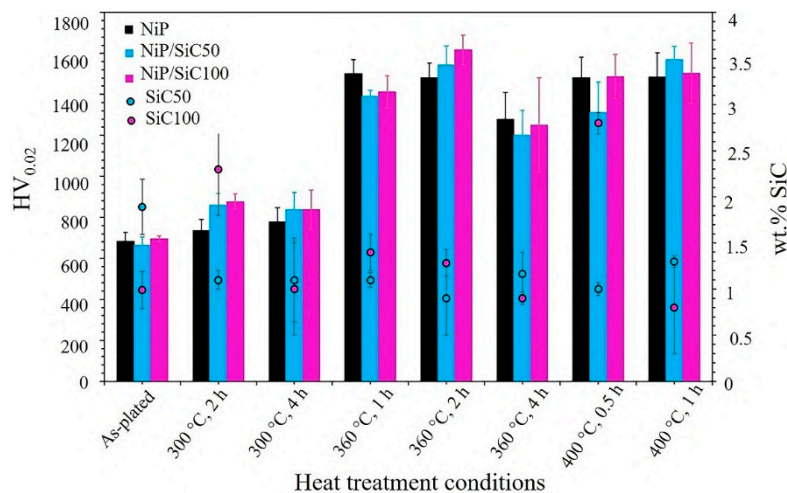 1800
1600
1400
1200
1000
800
600
400
200
0
HV0.02
NiP
NiP/SiC50
NiP/SiC100
SiC50
SiC100
4
3.5
3
2.5
2
1.5
1
0.5
0
wt.% SiC
As-plated
300 °C, 2 h
300 °C, 4 h
360 °C, 1 h
360 °C, 2 h
360 °C, 4 h
400 °C, 0.5 h
400 °C, 1 h
Heat treatment conditions